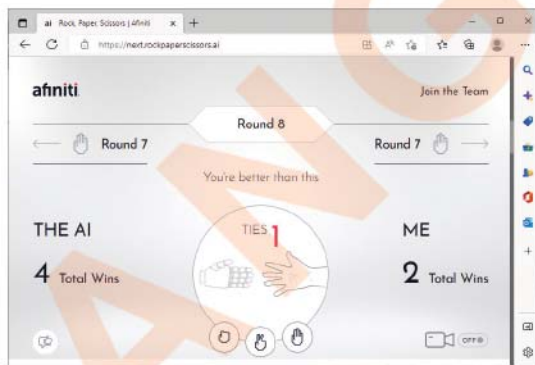 ai Rock, Paper, Scissors | Afiniti
https://next.rockpaperscissors.ai
afiniti
Join the Team
Round 8
Round 7
Round 7
You're better than this
THE AI
TIES 1
ME
4 Total Wins
2 Total Wins
OFF